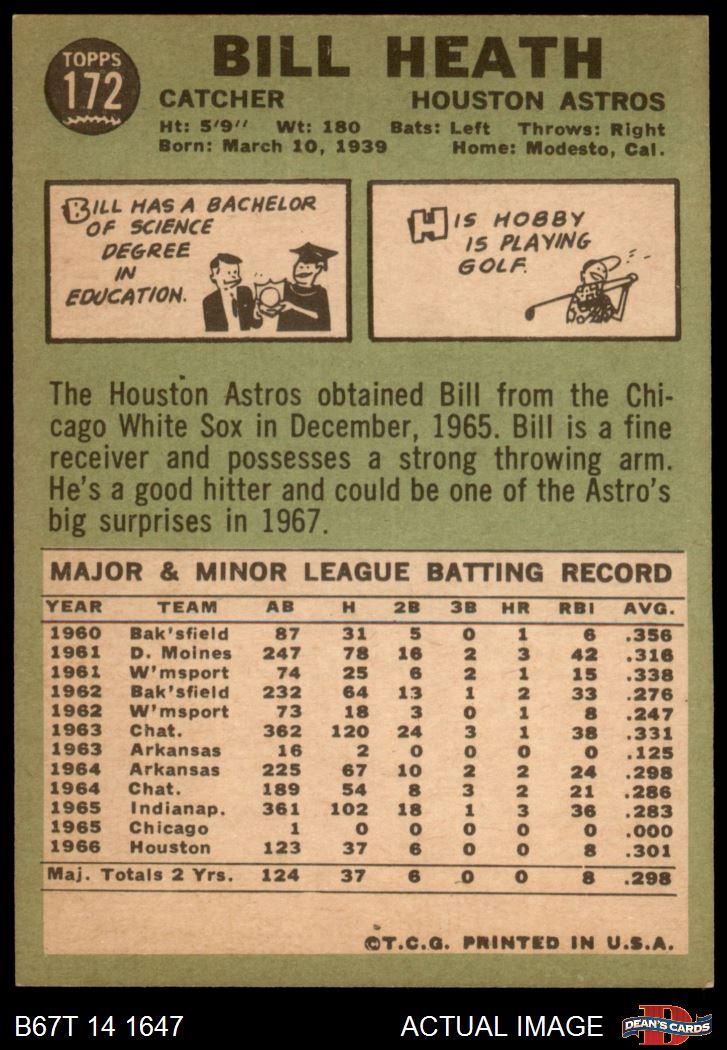 TOPPS
172
BILL HEATH
CATCHER HOUSTON ASTROS
Ht: 5'9" Wt: 180 Bats: Left Throws: Right
Born: March 10, 1939 Home: Modesto, Cal.
BILL HAS A BACHELOR
OF SCIENCE
DEGREE
IN
EDUCATION.
HIS HOBBY
IS PLAYING
GOLF.
The Houston Astros obtained Bill from the Chi-
cago White Sox in December, 1965. Bill is a fine
receiver and possesses a strong throwing arm.
He's a good hitter and could be one of the Astro's
big surprises in 1967.
MAJOR & MINOR LEAGUE BATTING RECORD
YEAR TEAM AB H 2B 3B HR RBI AVG.
1960 Bak'sfield 87 31 5 0 1 6 .356
1961 D. Moines 247 78 16 2 3 42 .316
1961 W'msport 74 25 6 2 1 15 .338
1962 Bak'sfield 232 64 13 1 2 33 .276
1962 W'msport 73 18 3 0 1 8 .247
1963 Chat. 362 120 24 3 1 38 .331
1963 Arkansas 16 2 0 0 0 0 .125
1964 Arkansas 225 67 10 2 2 24 .298
1964 Chat. 189 54 8 3 2 21 .286
1965 Indianap. 361 102 18 1 3 36 .283
1965 Chicago 1 0 0 0 0 0 .000
1966 Houston 123 37 6 0 0 8 .301
Maj. Totals 2 Yrs. 124 37 6 0 0 8 .298
©T.C.G. PRINTED IN U.S.A.
B67T 14 1647 ACTUAL IMAGE
D
DEAN'S CARDS